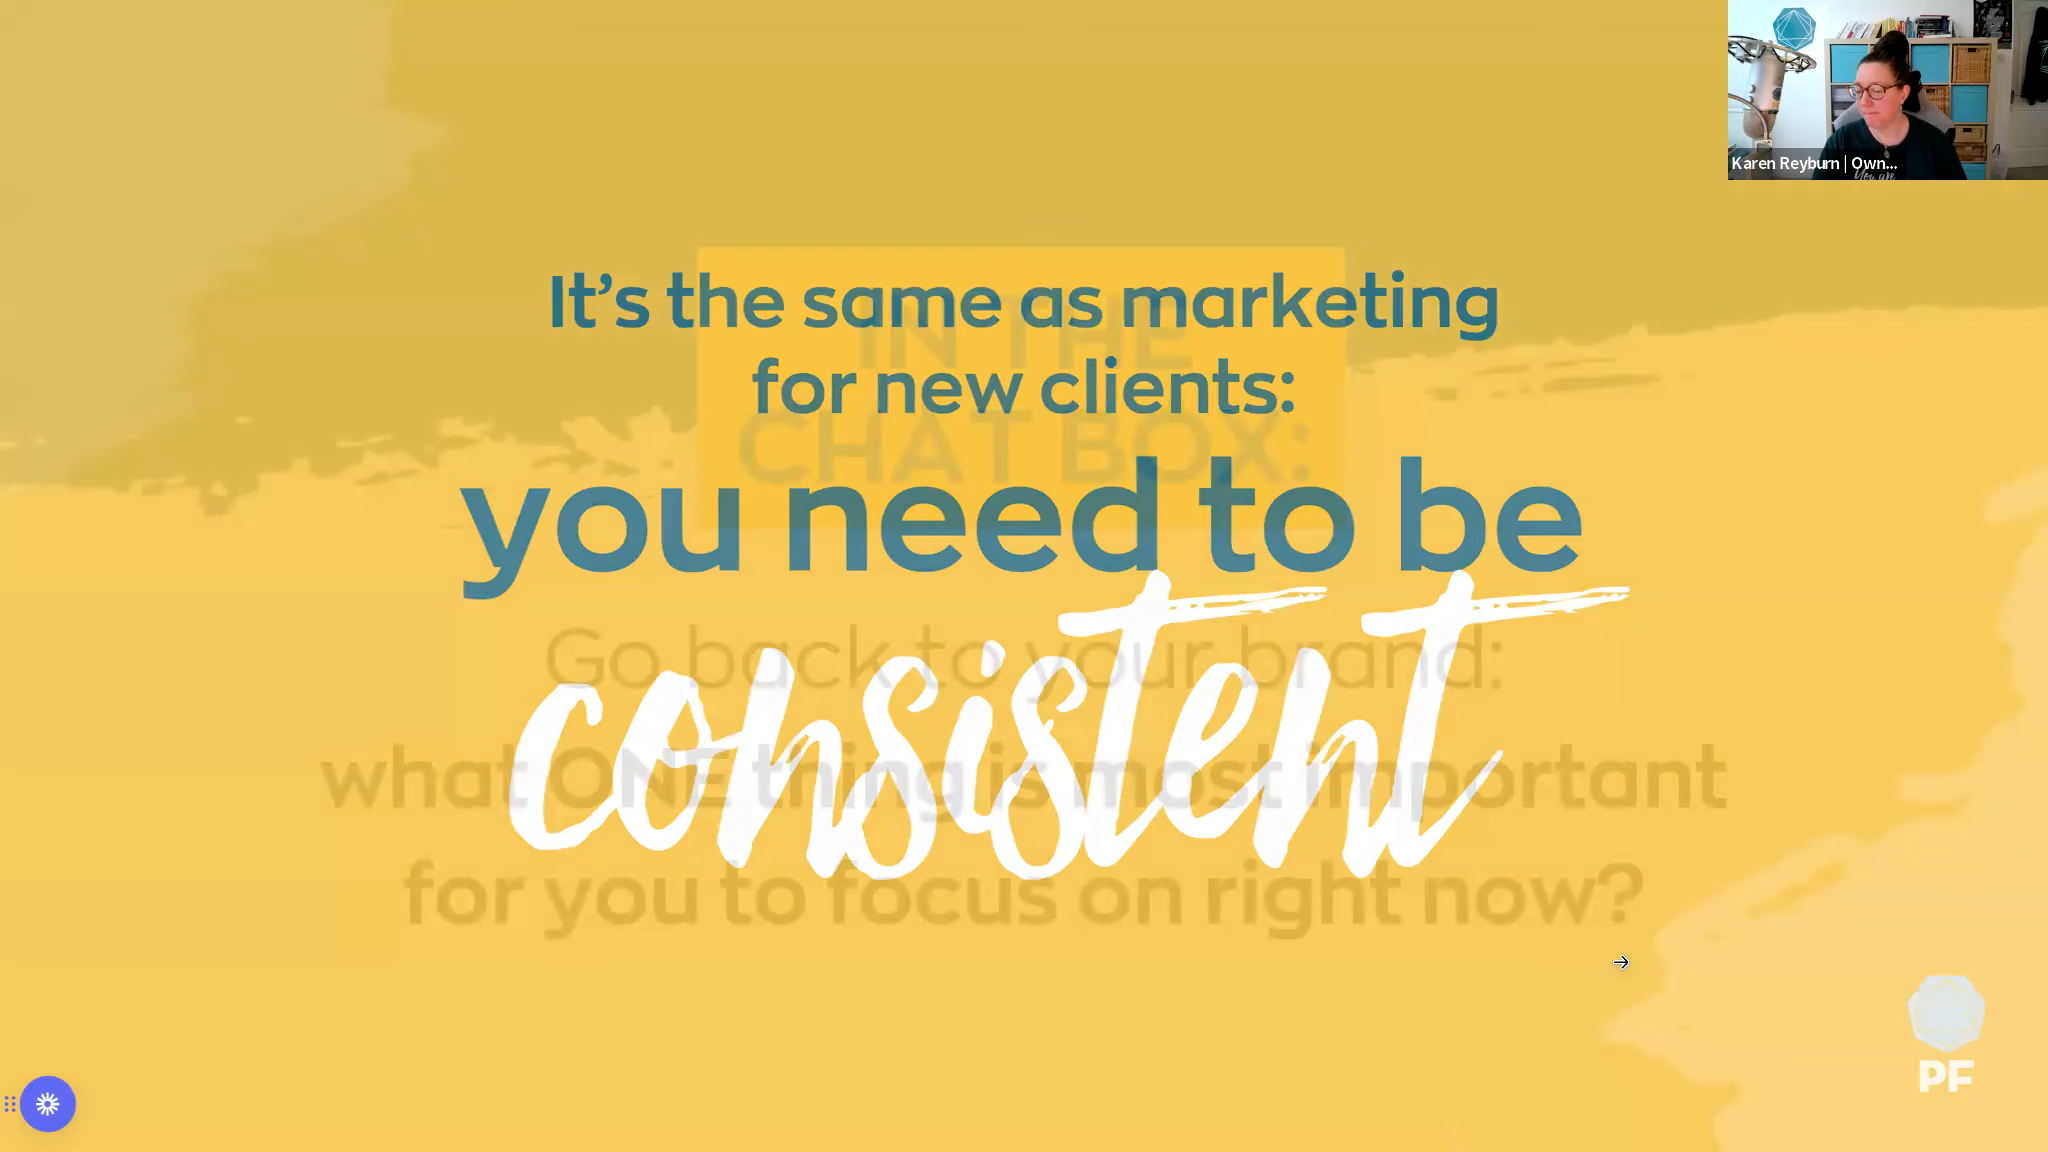 Karen Reyburn | Own...
It's the same as marketing
for new clients:
you need to be
consistent
IN THE
CHAT BOX:
Go back to your brand:
what ONE thing is most important
for you to focus on right now?
PF
You are